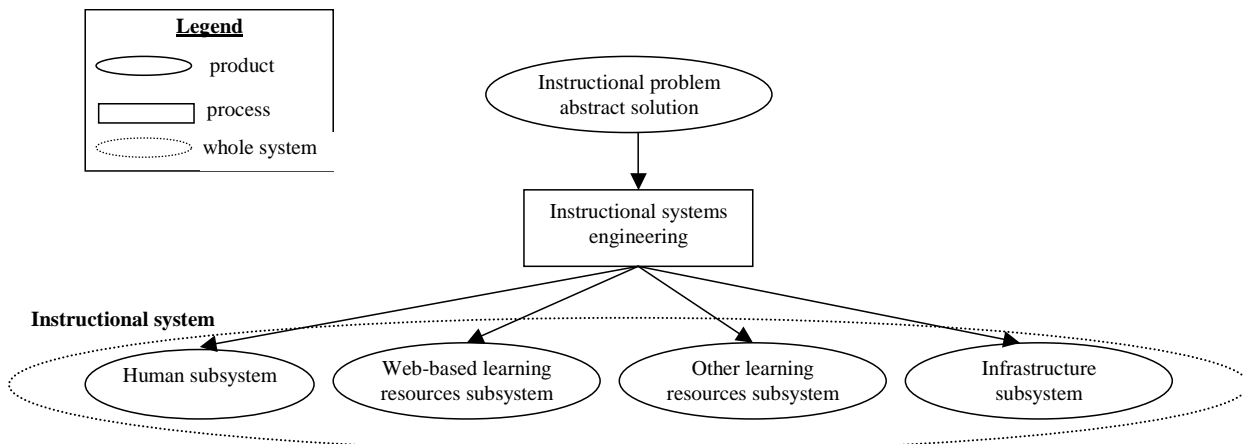 Legend
product
process
whole system
Instructional problem
abstract solution
Instructional systems
engineering
Instructional system
Human subsystem
Web-based learning
resources subsystem
Other learning
resources subsystem
Infrastructure
subsystem